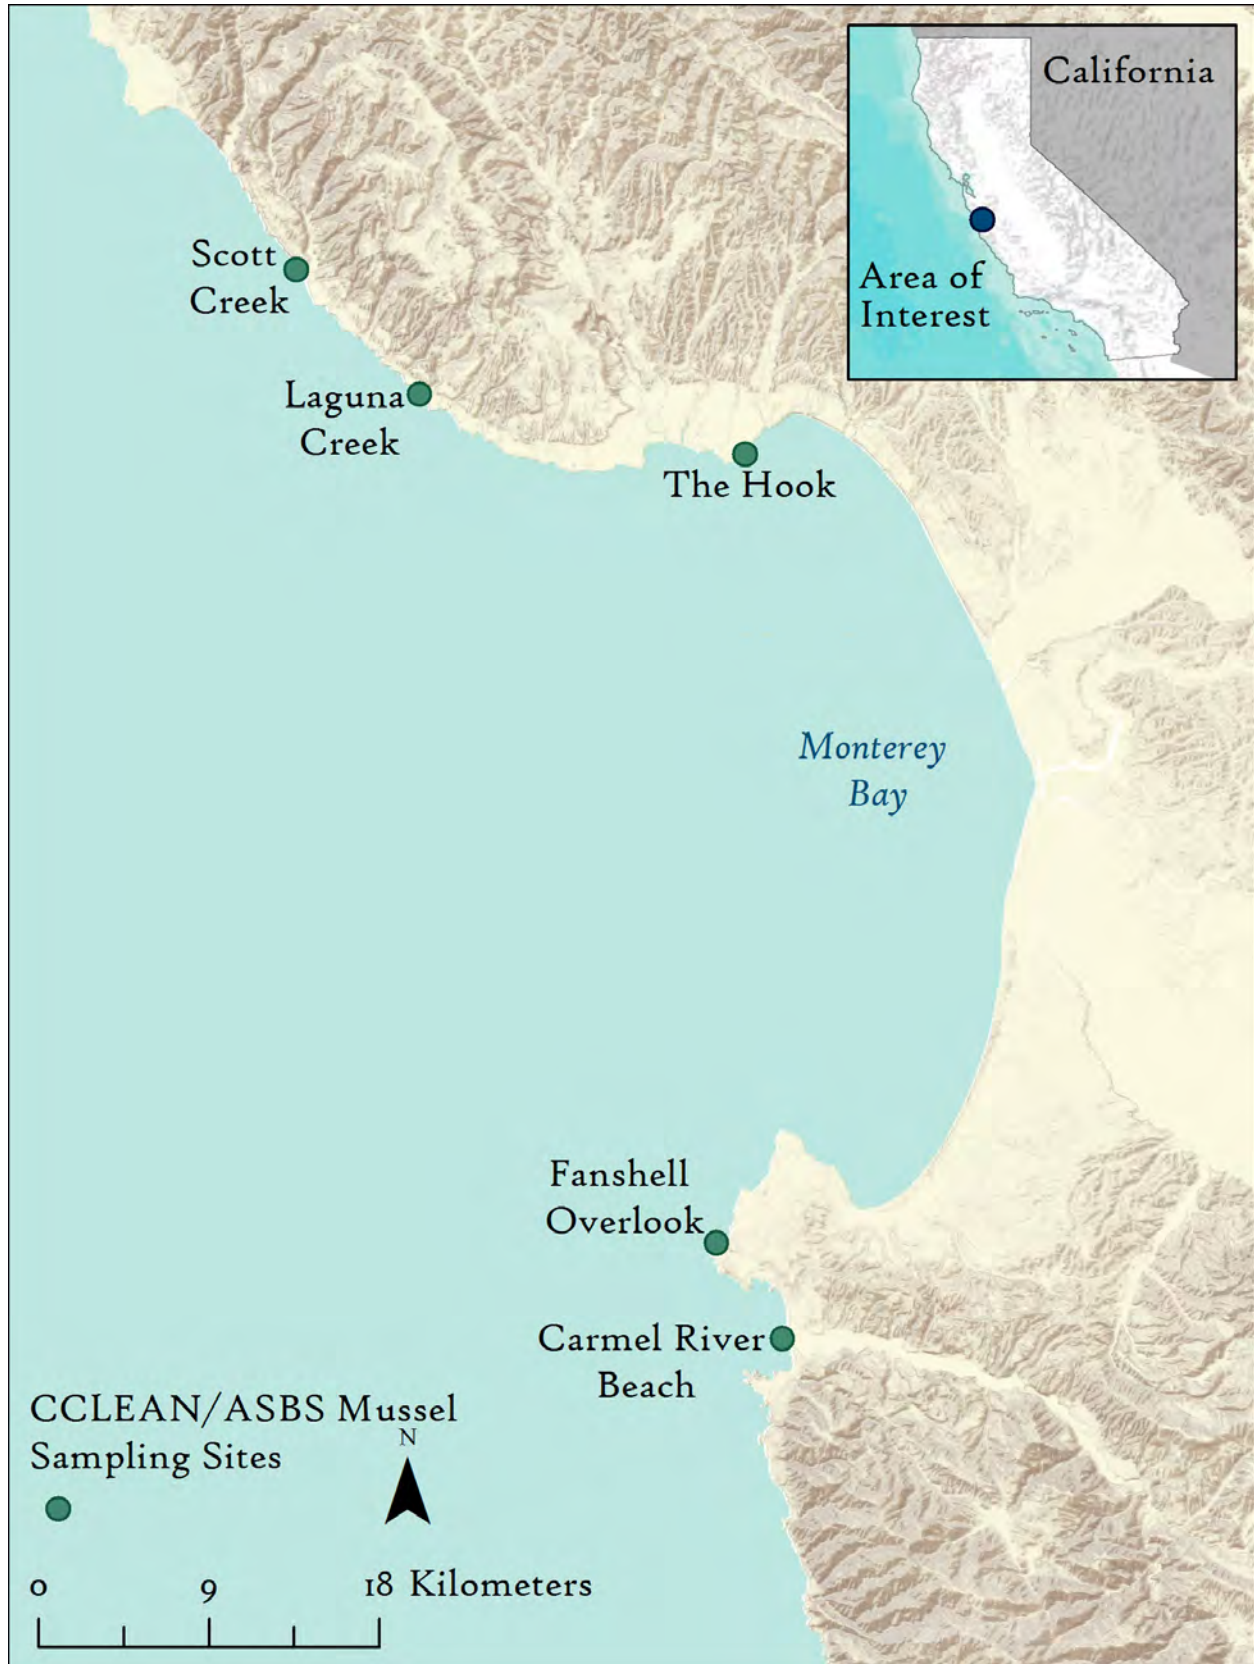 California
Area of
Interest
Scott
Creek
Laguna
Creek
The Hook
Monterey
Bay
Fanshell
Overlook
Carmel River
Beach
CCLEAN/ASBS Mussel
Sampling Sites
N
0 9 18 Kilometers